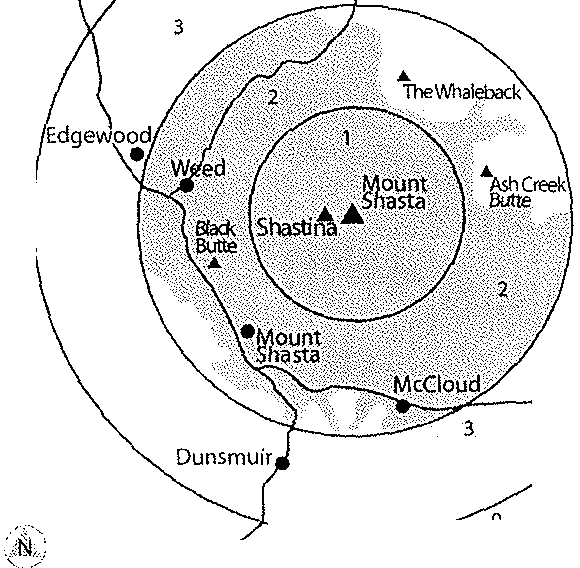 3
The Whaleback
2
Edgewood
1
Weed
Mount
Shasta
Ash Creek
Butte
Shastina
Black
Butte
2
Mount
Shasta
McCloud
3
Dunsmuir
N